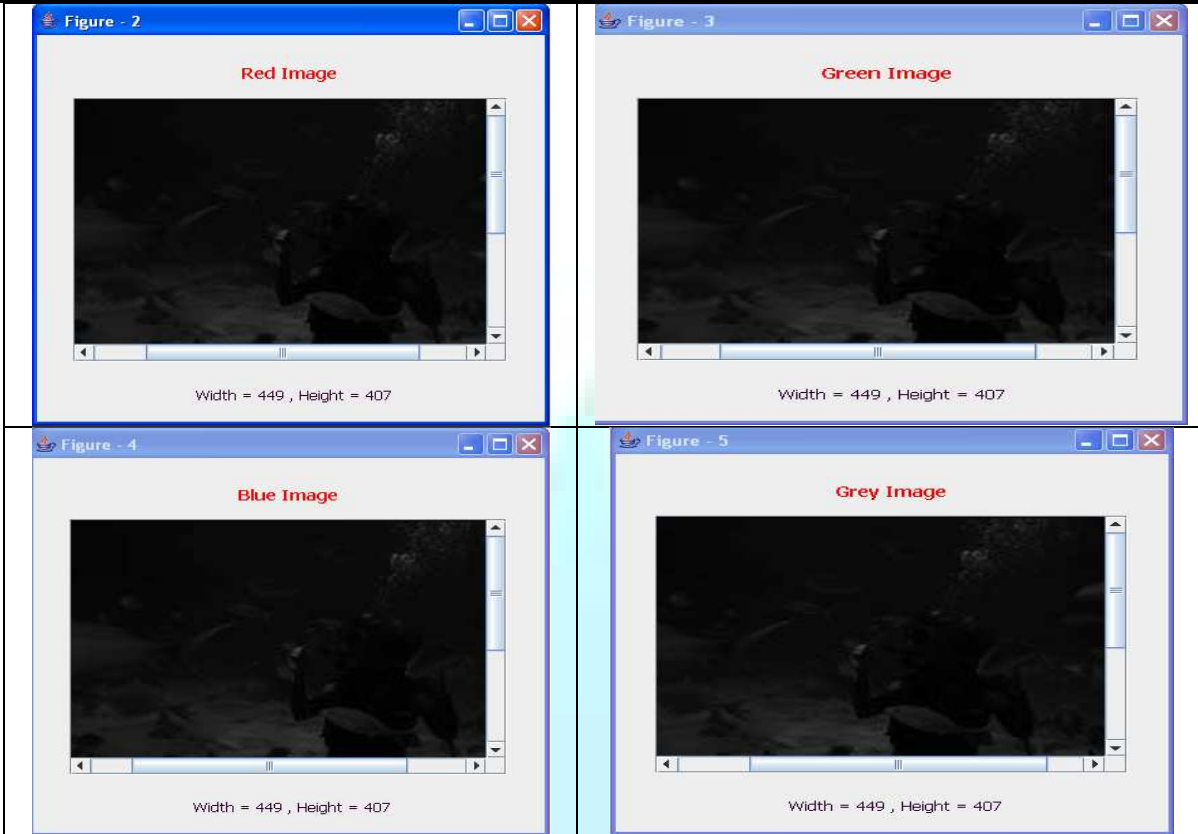 Figure - 2
Red Image
Width = 449 , Height = 407
Figure - 3
Green Image
Width = 449 , Height = 407
Figure - 4
Blue Image
Width = 449 , Height = 407
Figure - 5
Grey Image
Width = 449 , Height = 407